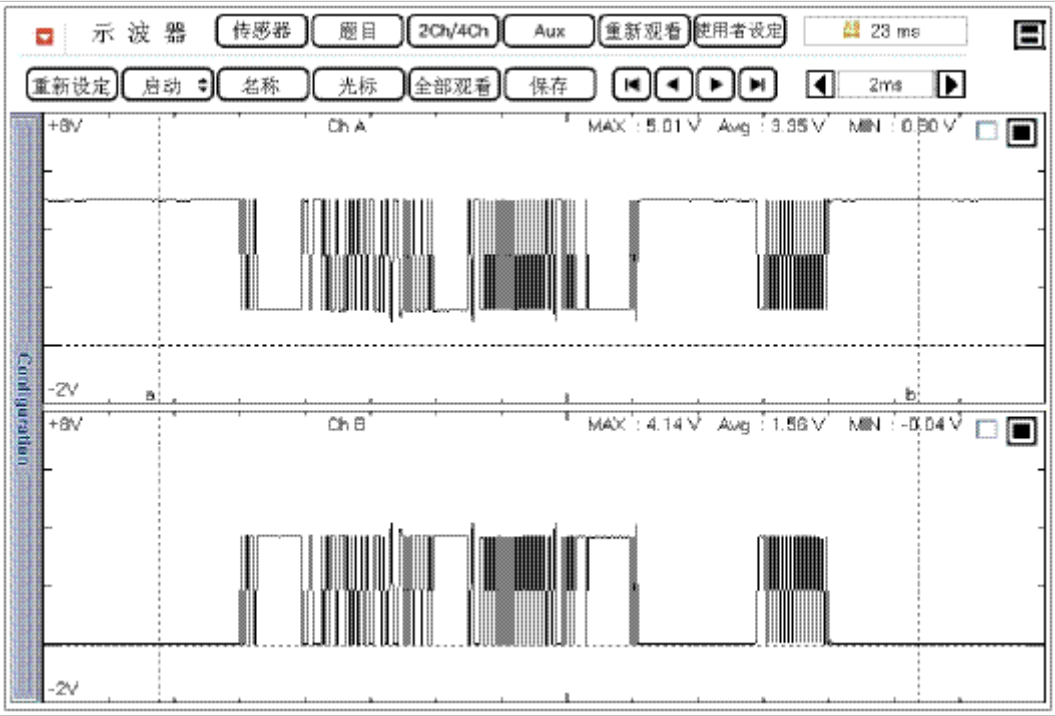 示波器 传感器 题目 2Ch/4Ch Aux 重新观看 使用者设定 23 ms
重新设定 启动 名称 光标 全部观看 保存 2ms
+8V Ch A MAX : 5.01 V Avg : 3.35 V MIN : 0.90 V
Configuration
-2V a b
+8V Ch B MAX : 4.14 V Avg : 1.56 V MIN : -0.04 V
-2V